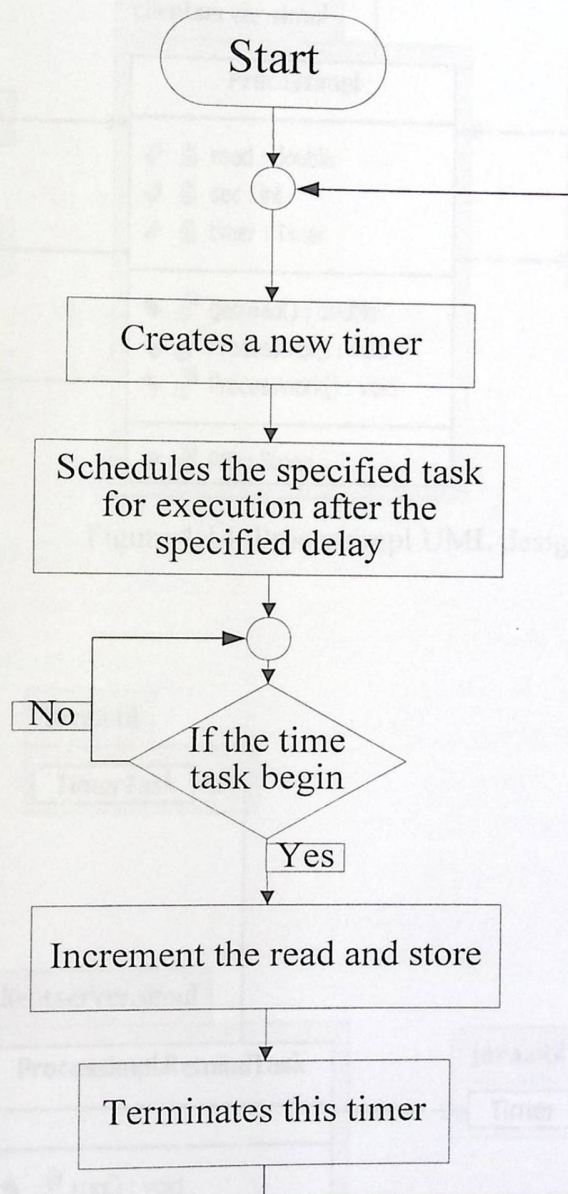 Start
Creates a new timer
Schedules the specified task
for execution after the
specified delay
No
If the time
task begin
Yes
Increment the read and store
Terminates this timer